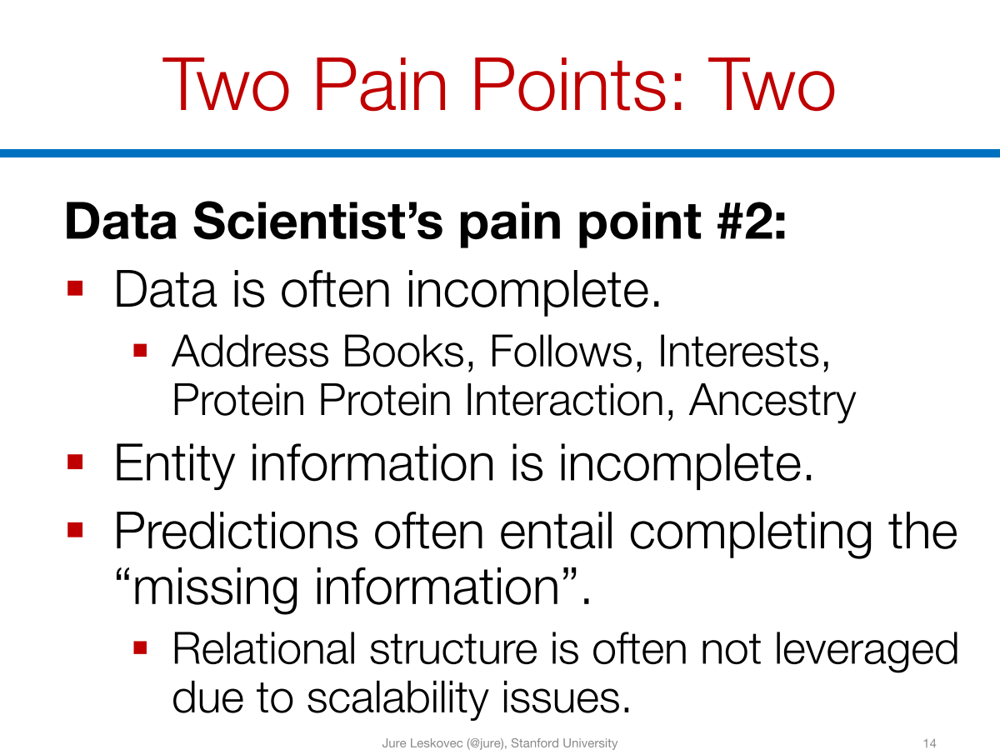 Two Pain Points: Two
Data Scientist’s pain point #2:
▪ Data is often incomplete.
▪ Address Books, Follows, Interests,
Protein Protein Interaction, Ancestry
▪ Entity information is incomplete.
▪ Predictions often entail completing the
“missing information”.
▪ Relational structure is often not leveraged
due to scalability issues.
Jure Leskovec (@jure), Stanford University
14